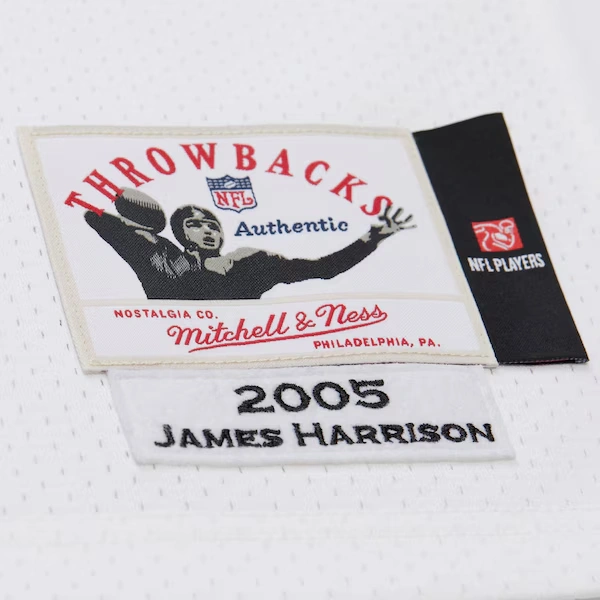 THROWBACKS
NFL
Authentic
NFL PLAYERS
NOSTALGIA CO.
Mitchell & Ness
PHILADELPHIA, PA.
2005
JAMES HARRISON